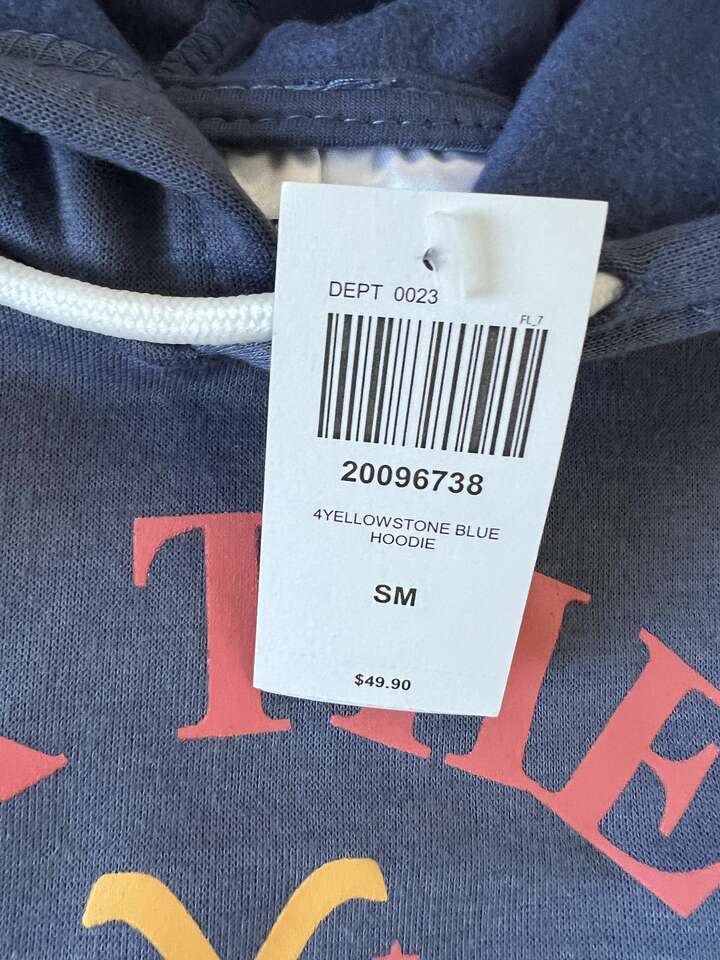 DEPT 0023
FL_7
20096738
4YELLOWSTONE BLUE
HOODIE
SM
$49.90
THE
Y